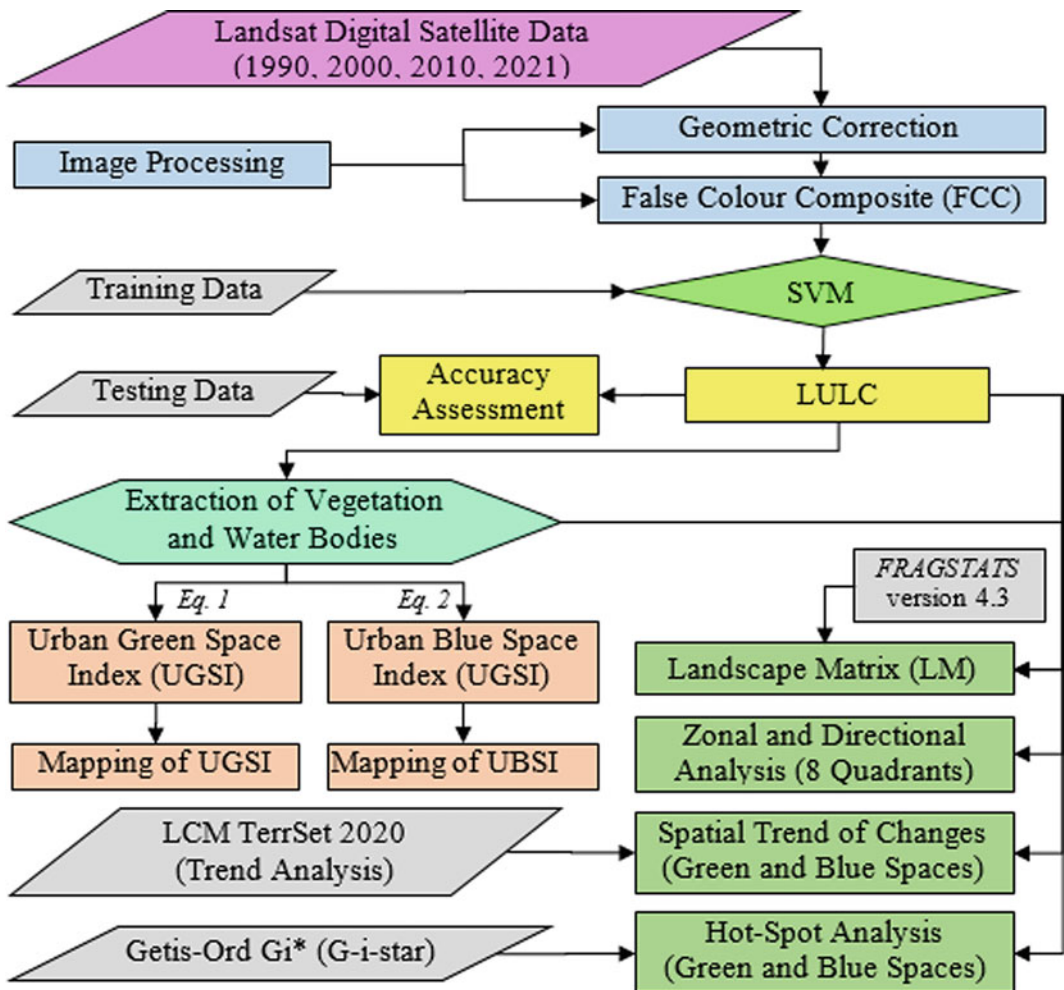 Landsat Digital Satellite Data
(1990, 2000, 2010, 2021)
Geometric Correction
Image Processing
False Colour Composite (FCC)
Training Data
SVM
Testing Data
Accuracy
Assessment
LULC
Extraction of Vegetation
and Water Bodies
Eq. 1
Eq. 2
FRAGSTATS
version 4.3
Urban Green Space
Index (UGSI)
Urban Blue Space
Index (UGSI)
Landscape Matrix (LM)
Mapping of UGSI
Mapping of UBSI
Zonal and Directional
Analysis (8 Quadrants)
LCM TerrSet 2020
(Trend Analysis)
Spatial Trend of Changes
(Green and Blue Spaces)
Getis-Ord Gi* (G-i-star)
Hot-Spot Analysis
(Green and Blue Spaces)